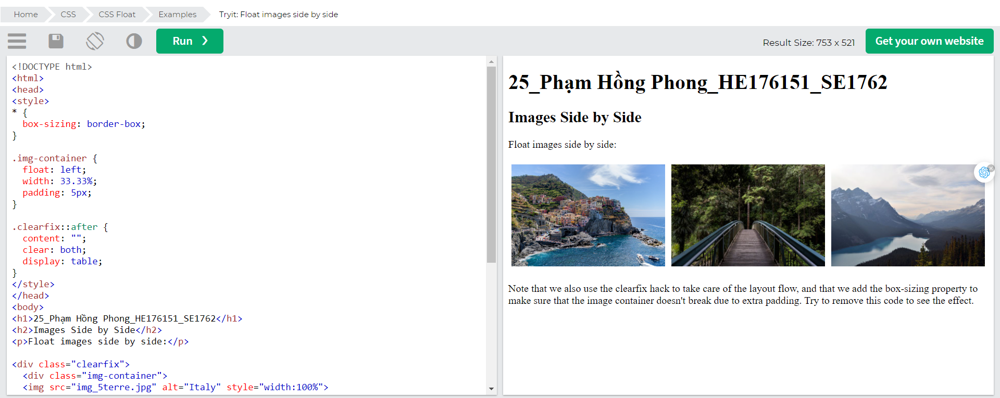 Home CSS CSS Float Examples Tryit: Float images side by side
Run ❯ Result Size: 753 x 521 Get your own website
<!DOCTYPE html>
<html>
<head>
<style>
* {
  box-sizing: border-box;
}

.img-container {
  float: left;
  width: 33.33%;
  padding: 5px;
}

.clearfix::after {
  content: "";
  clear: both;
  display: table;
}
</style>
</head>
<body>
<h1>25_Phạm Hồng Phong_HE176151_SE1762</h1>
<h2>Images Side by Side</h2>
<p>Float images side by side:</p>

<div class="clearfix">
  <div class="img-container">
  <img src="img_5terre.jpg" alt="Italy" style="width:100%">
25_Phạm Hồng Phong_HE176151_SE1762
Images Side by Side
Float images side by side:
Note that we also use the clearfix hack to take care of the layout flow, and that we add the box-sizing property to
make sure that the image container doesn't break due to extra padding. Try to remove this code to see the effect.